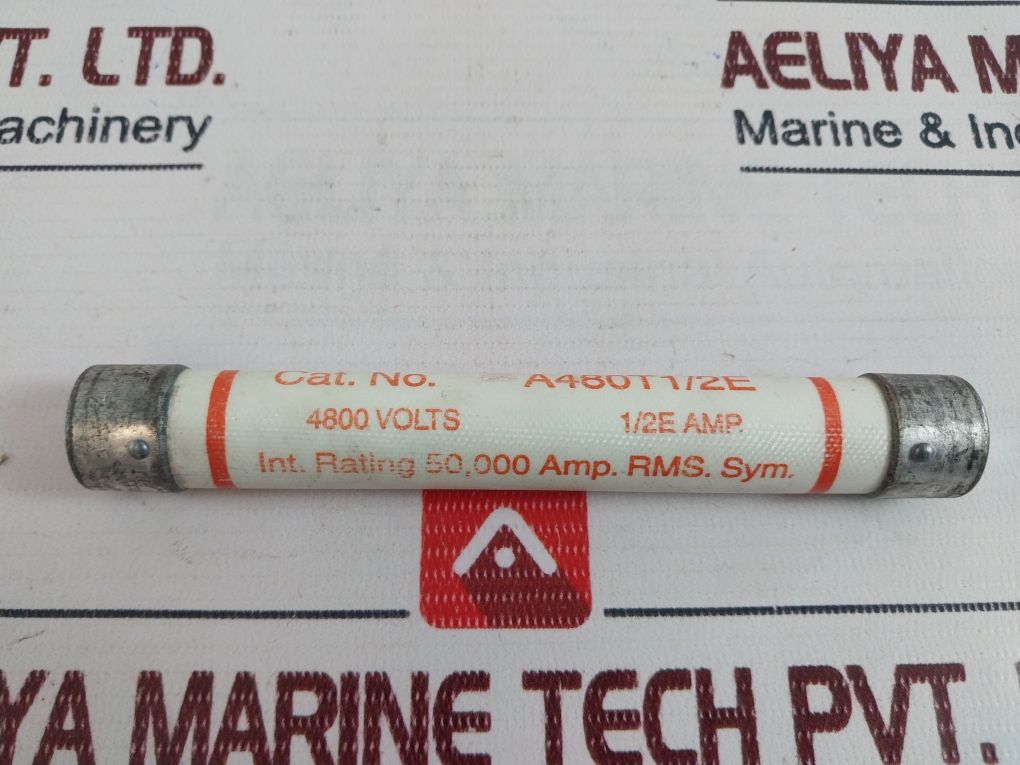 VT. LTD.
achinery
AELIYA M
Marine & Ind
Cat. No. A480T1/2E
4800 VOLTS 1/2E AMP.
Int. Rating 50,000 Amp. RMS. Sym.
YA MARINE TECH PVT.